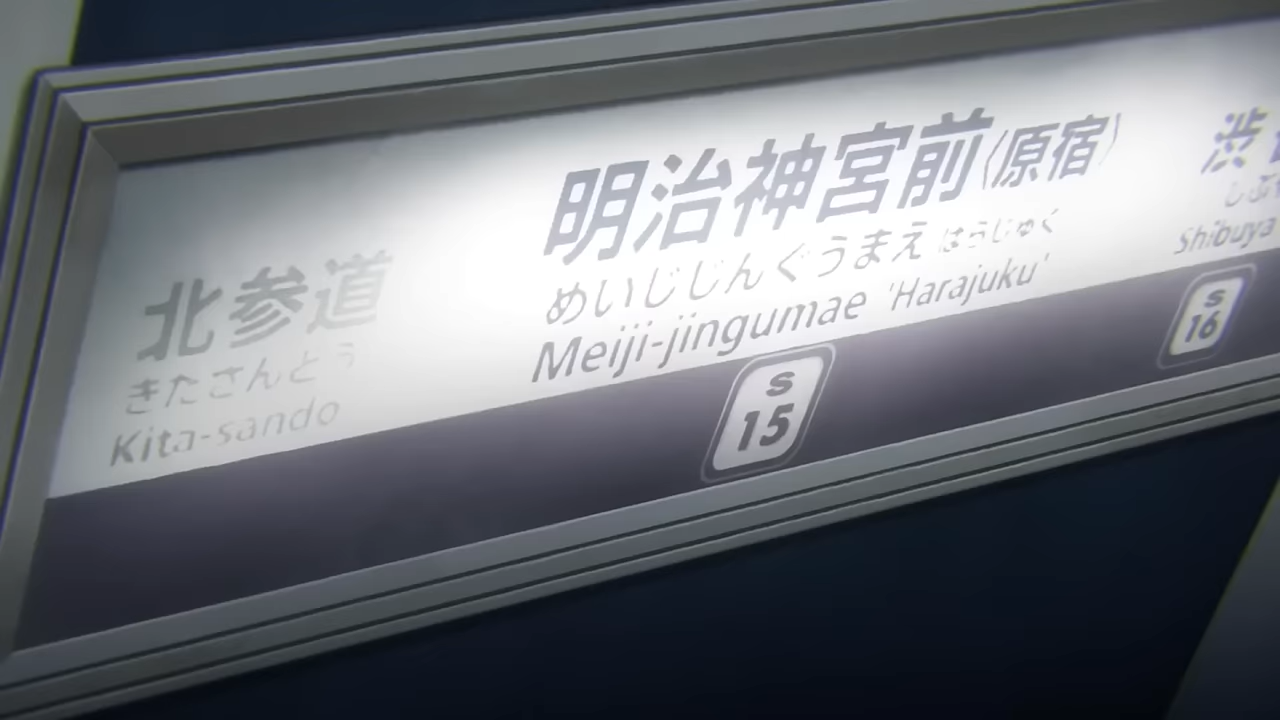 北参道
きたさんどう
Kita-sando
明治神宮前〈原宿〉
めいじじんぐうまえ はらじゅく
Meiji-jingumae 'Harajuku'
S
15
渋
しぶ
Shibuya
S
16